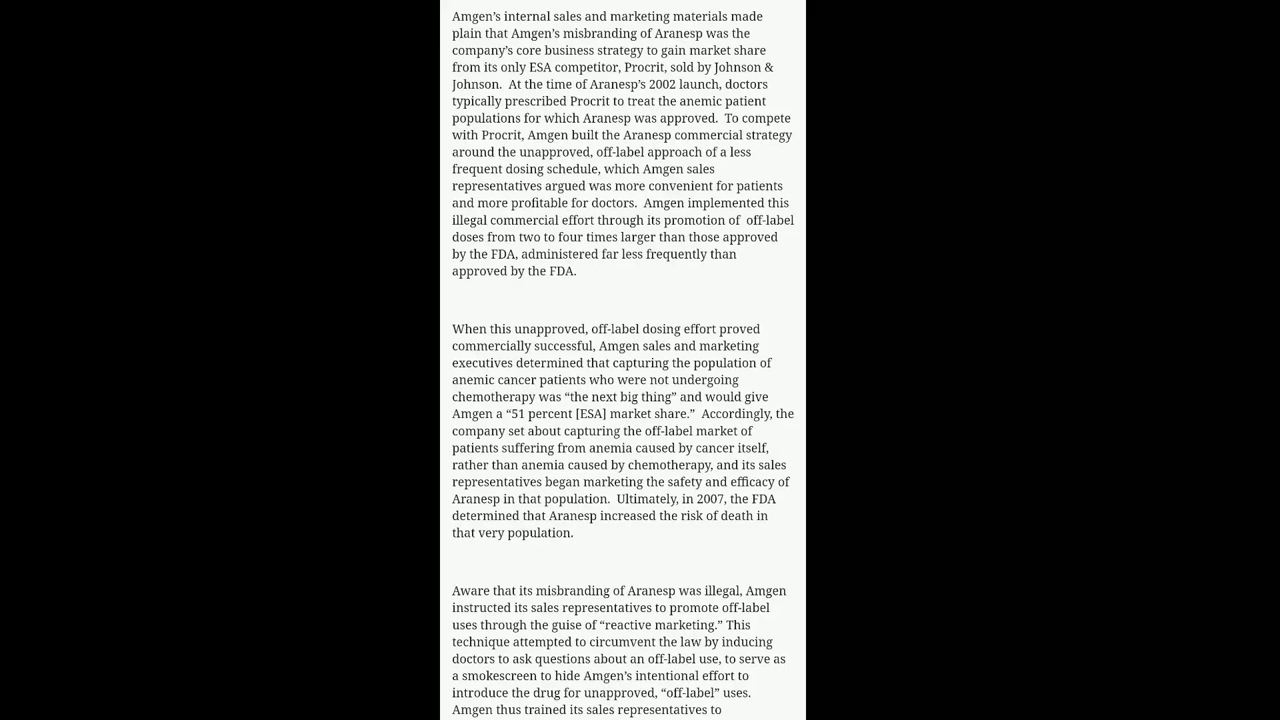 Amgen’s internal sales and marketing materials made
plain that Amgen’s misbranding of Aranesp was the
company’s core business strategy to gain market share
from its only ESA competitor, Procrit, sold by Johnson &
Johnson.  At the time of Aranesp’s 2002 launch, doctors
typically prescribed Procrit to treat the anemic patient
populations for which Aranesp was approved.  To compete
with Procrit, Amgen built the Aranesp commercial strategy
around the unapproved, off-label approach of a less
frequent dosing schedule, which Amgen sales
representatives argued was more convenient for patients
and more profitable for doctors.  Amgen implemented this
illegal commercial effort through its promotion of  off-label
doses from two to four times larger than those approved
by the FDA, administered far less frequently than
approved by the FDA.
When this unapproved, off-label dosing effort proved
commercially successful, Amgen sales and marketing
executives determined that capturing the population of
anemic cancer patients who were not undergoing
chemotherapy was “the next big thing” and would give
Amgen a “51 percent [ESA] market share.”  Accordingly, the
company set about capturing the off-label market of
patients suffering from anemia caused by cancer itself,
rather than anemia caused by chemotherapy, and its sales
representatives began marketing the safety and efficacy of
Aranesp in that population.  Ultimately, in 2007, the FDA
determined that Aranesp increased the risk of death in
that very population.
Aware that its misbranding of Aranesp was illegal, Amgen
instructed its sales representatives to promote off-label
uses through the guise of “reactive marketing.” This
technique attempted to circumvent the law by inducing
doctors to ask questions about an off-label use, to serve as
a smokescreen to hide Amgen’s intentional effort to
introduce the drug for unapproved, “off-label” uses.
Amgen thus trained its sales representatives to